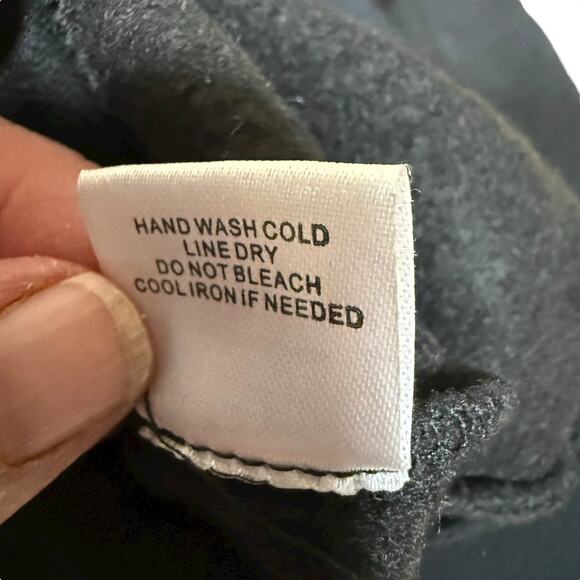 HAND WASH COLD
LINE DRY
DO NOT BLEACH
COOL IRON IF NEEDED